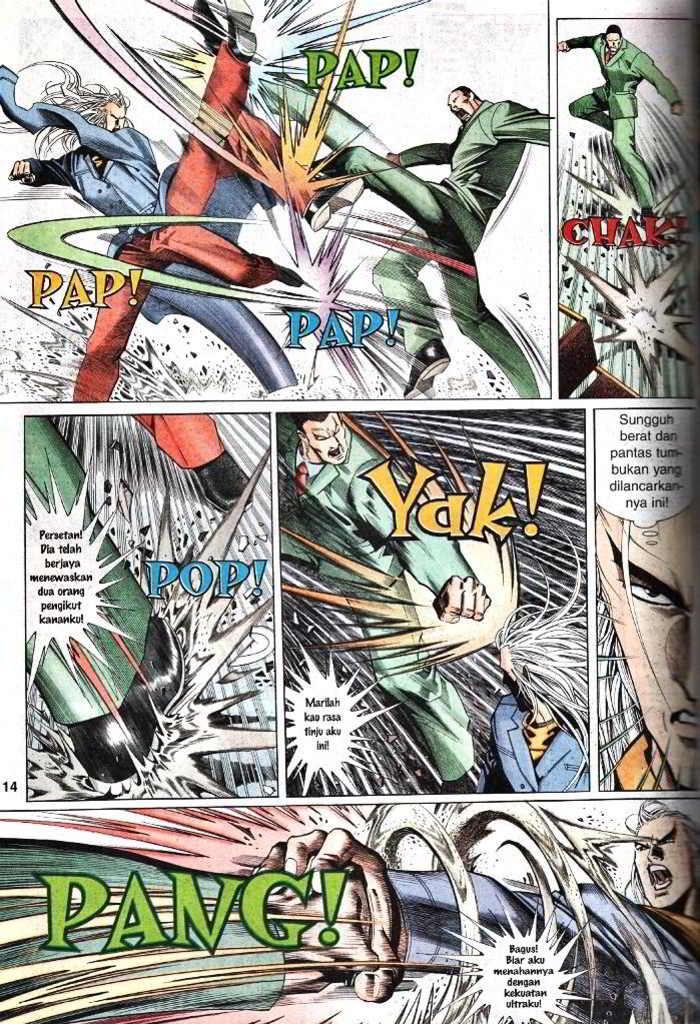 PAP!
PAP!
PAP!
CHAK!
Persetan!
Dia telah
berjaya
menewaskan
dua orang
pengikut
kananku!
POP!
Yak!
Marilah
kau rasa
tinju aku
ini!
Sungguh
berat dan
pantas tum-
bukan yang
dilancarkan-
nya ini!
14
PANG!
Bagus!
Biar aku
menahannya
dengan
kekuatan
ultraku!